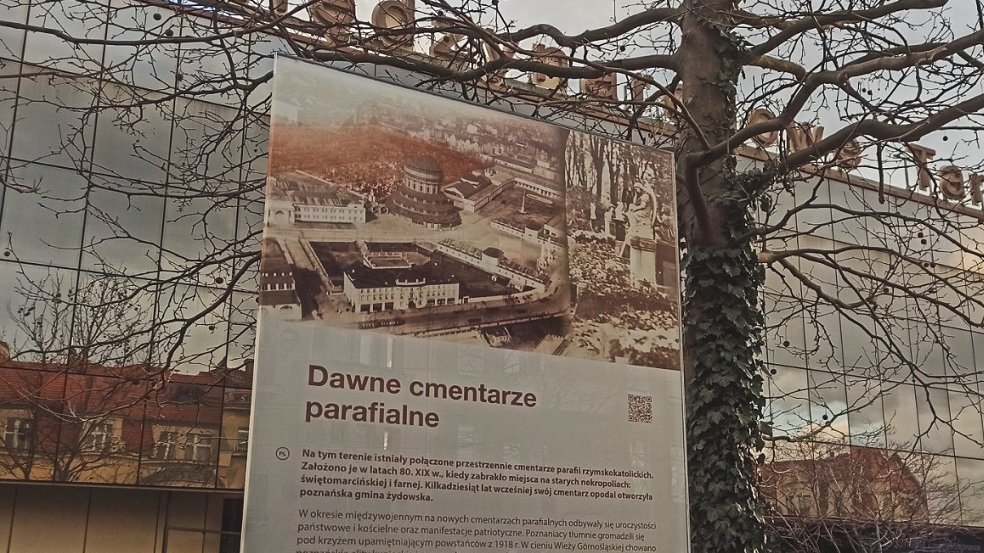 Dawne cmentarze
parafialne
PL
Na tym terenie istniały połączone przestrzennie cmentarze parafii rzymskokatolickich.
Założono je w latach 80. XIX w., kiedy zabrakło miejsca na starych nekropoliach:
świętomarcińskiej i farnej. Kilkadziesiąt lat wcześniej swój cmentarz opodal otworzyła
poznańska gmina żydowska.
W okresie międzywojennym na nowych cmentarzach parafialnych odbywały się uroczystości
państwowe i kościelne oraz manifestacje patriotyczne. Poznaniacy tłumnie gromadzili się
pod krzyżem upamiętniającym powstańców z 1918 r. W cieniu Wieży Górnośląskiej chowano